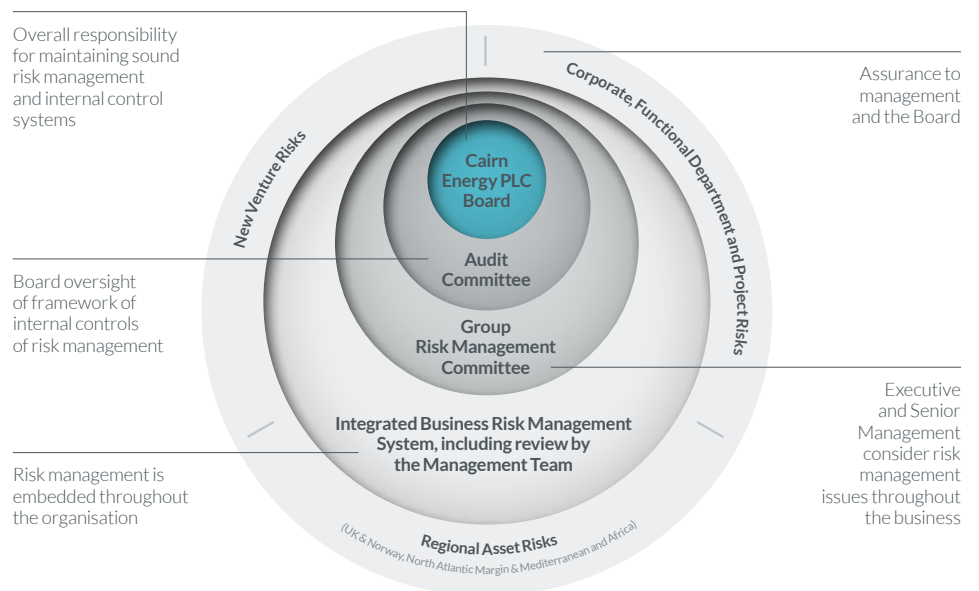 Overall responsibility
for maintaining sound
risk management
and internal control
systems
Assurance to
management
and the Board
New Venture Risks
Corporate, Functional Department and Project Risks
Cairn
Energy PLC
Board
Audit
Committee
Board oversight
of framework of
internal controls
of risk management
Group
Risk Management
Committee
Executive
and Senior
Management
consider risk
management
issues throughout
the business
Integrated Business Risk Management
System, including review by
the Management Team
Risk management is
embedded throughout
the organisation
Regional Asset Risks
(UK & Norway, North Atlantic Margin & Mediterranean and Africa)